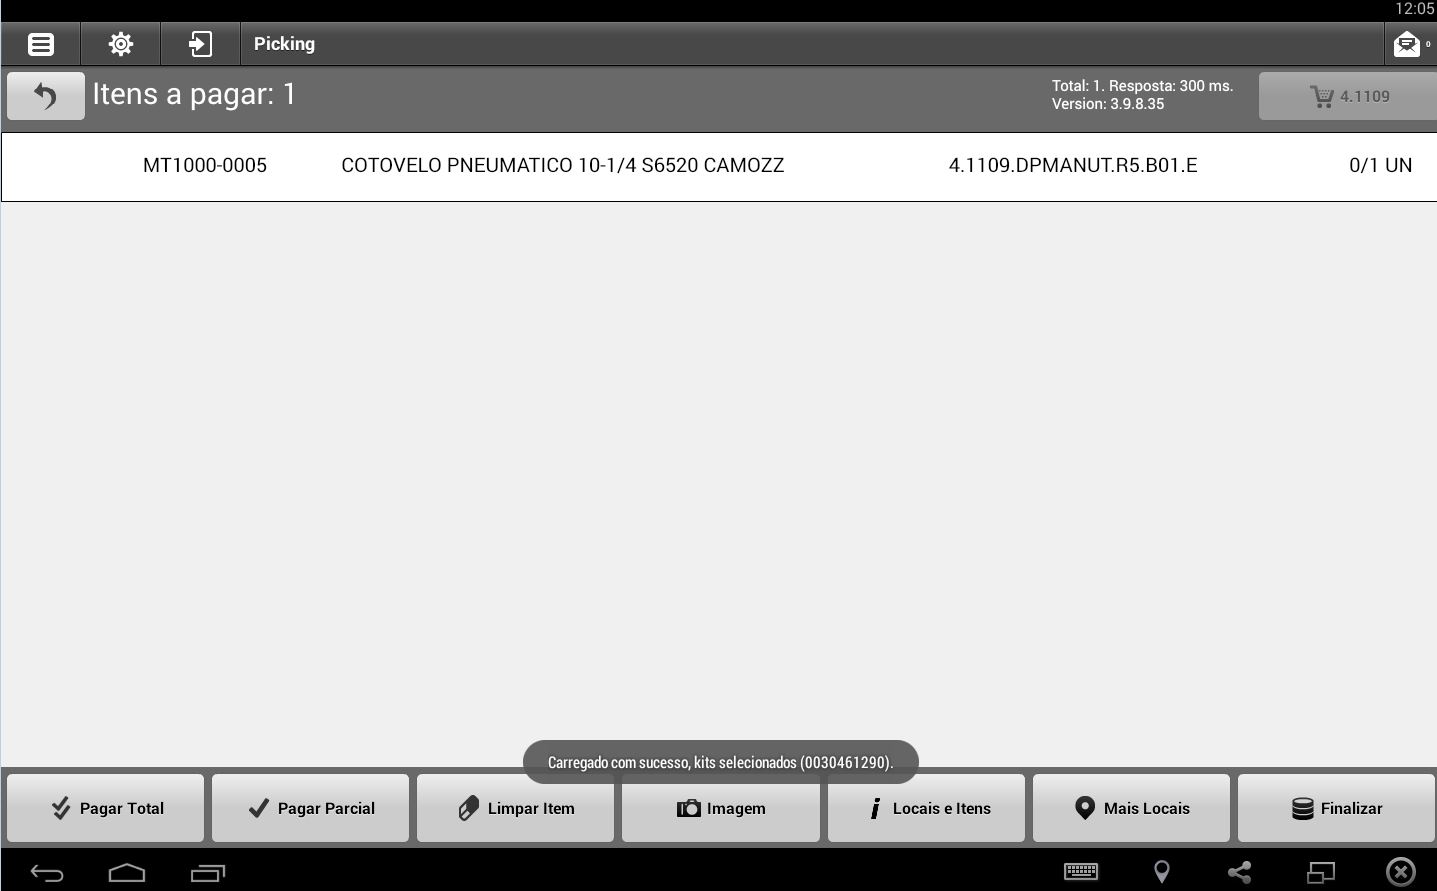 12:05
Picking
0
Itens a pagar: 1
Total: 1. Resposta: 300 ms.
Version: 3.9.8.35
4.1109
MT1000-0005 COTOVELO PNEUMATICO 10-1/4 S6520 CAMOZZ 4.1109.DPMANUT.R5.B01.E 0/1 UN
Carregado com sucesso, kits selecionados (0030461290).
Pagar Total Pagar Parcial Limpar Item Imagem Locais e Itens Mais Locais Finalizar